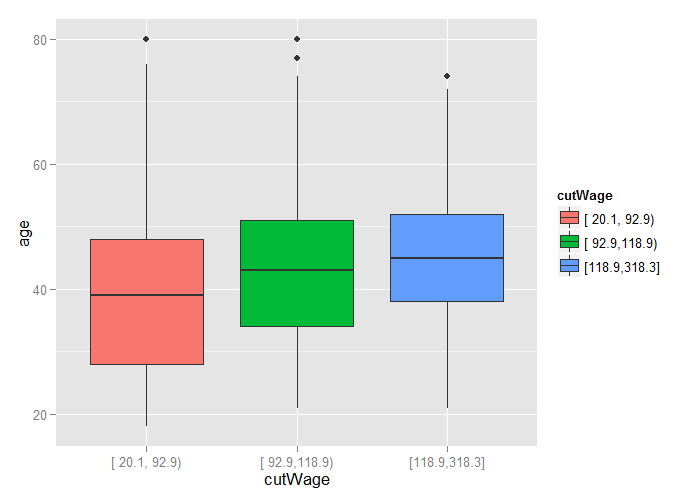 80
60
40
20
age
[ 20.1, 92.9)
[ 92.9,118.9)
[118.9,318.3]
cutWage
cutWage
[ 20.1, 92.9)
[ 92.9,118.9)
[118.9,318.3]